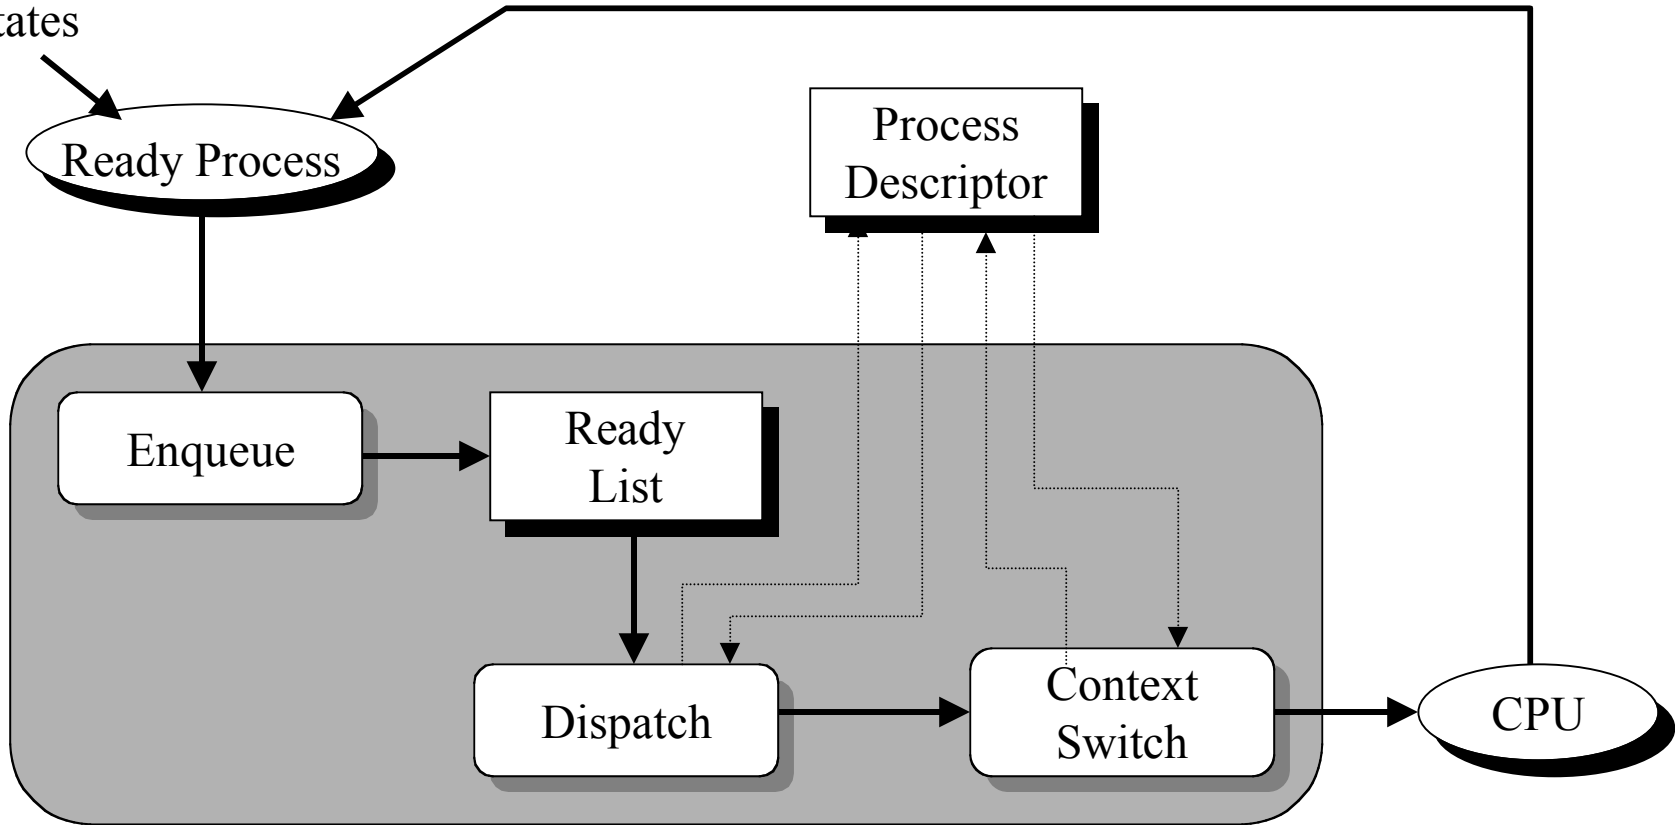 Ready Process
Process
Descriptor
Enqueue
Ready
List
Dispatch
Context
Switch
CPU